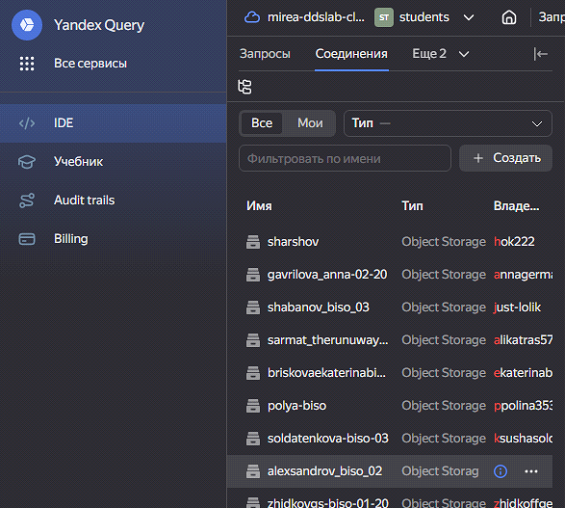 Yandex Query
Все сервисы
IDE
Учебник
Audit trails
Billing
mirea-ddslab-cl... ST students Запр
Запросы Соединения Еще 2
Все Мои Тип —
Фильтровать по имени + Создать
Имя Тип Владе...
sharshov Object Storage hok222
gavrilova_anna-02-20 Object Storage annagerma
shabanov_biso_03 Object Storage just-lolik
sarmat_therunuway... Object Storage alikatras57
briskovaekaterinabi... Object Storage ekaterinab
polya-biso Object Storage ppolina353
soldatenkova-biso-03 Object Storage ksushasolo
alexsandrov_biso_02 Object Storag ...
zhidkovgs-biso-01-20 Object Storage zhidkoffge